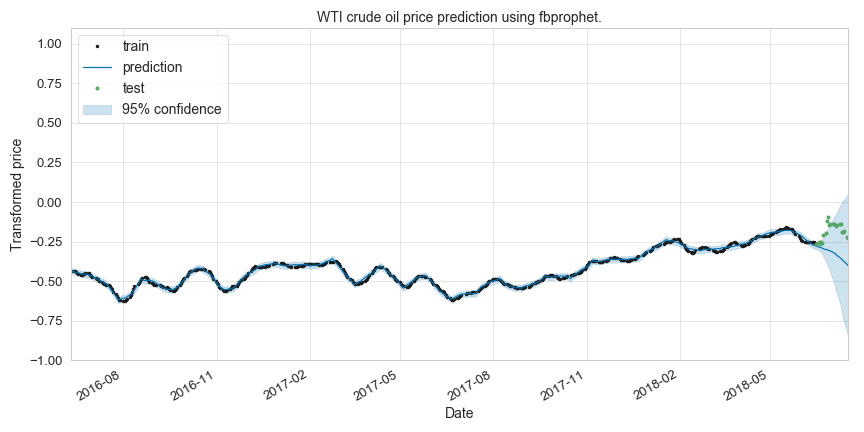 WTI crude oil price prediction using fbprophet.
1.00
train
prediction
test
95% confidence
0.75
0.50
0.25
0.00
−0.25
−0.50
−0.75
−1.00
Transformed price
2016-08
2016-11
2017-02
2017-05
2017-08
2017-11
2018-02
2018-05
Date